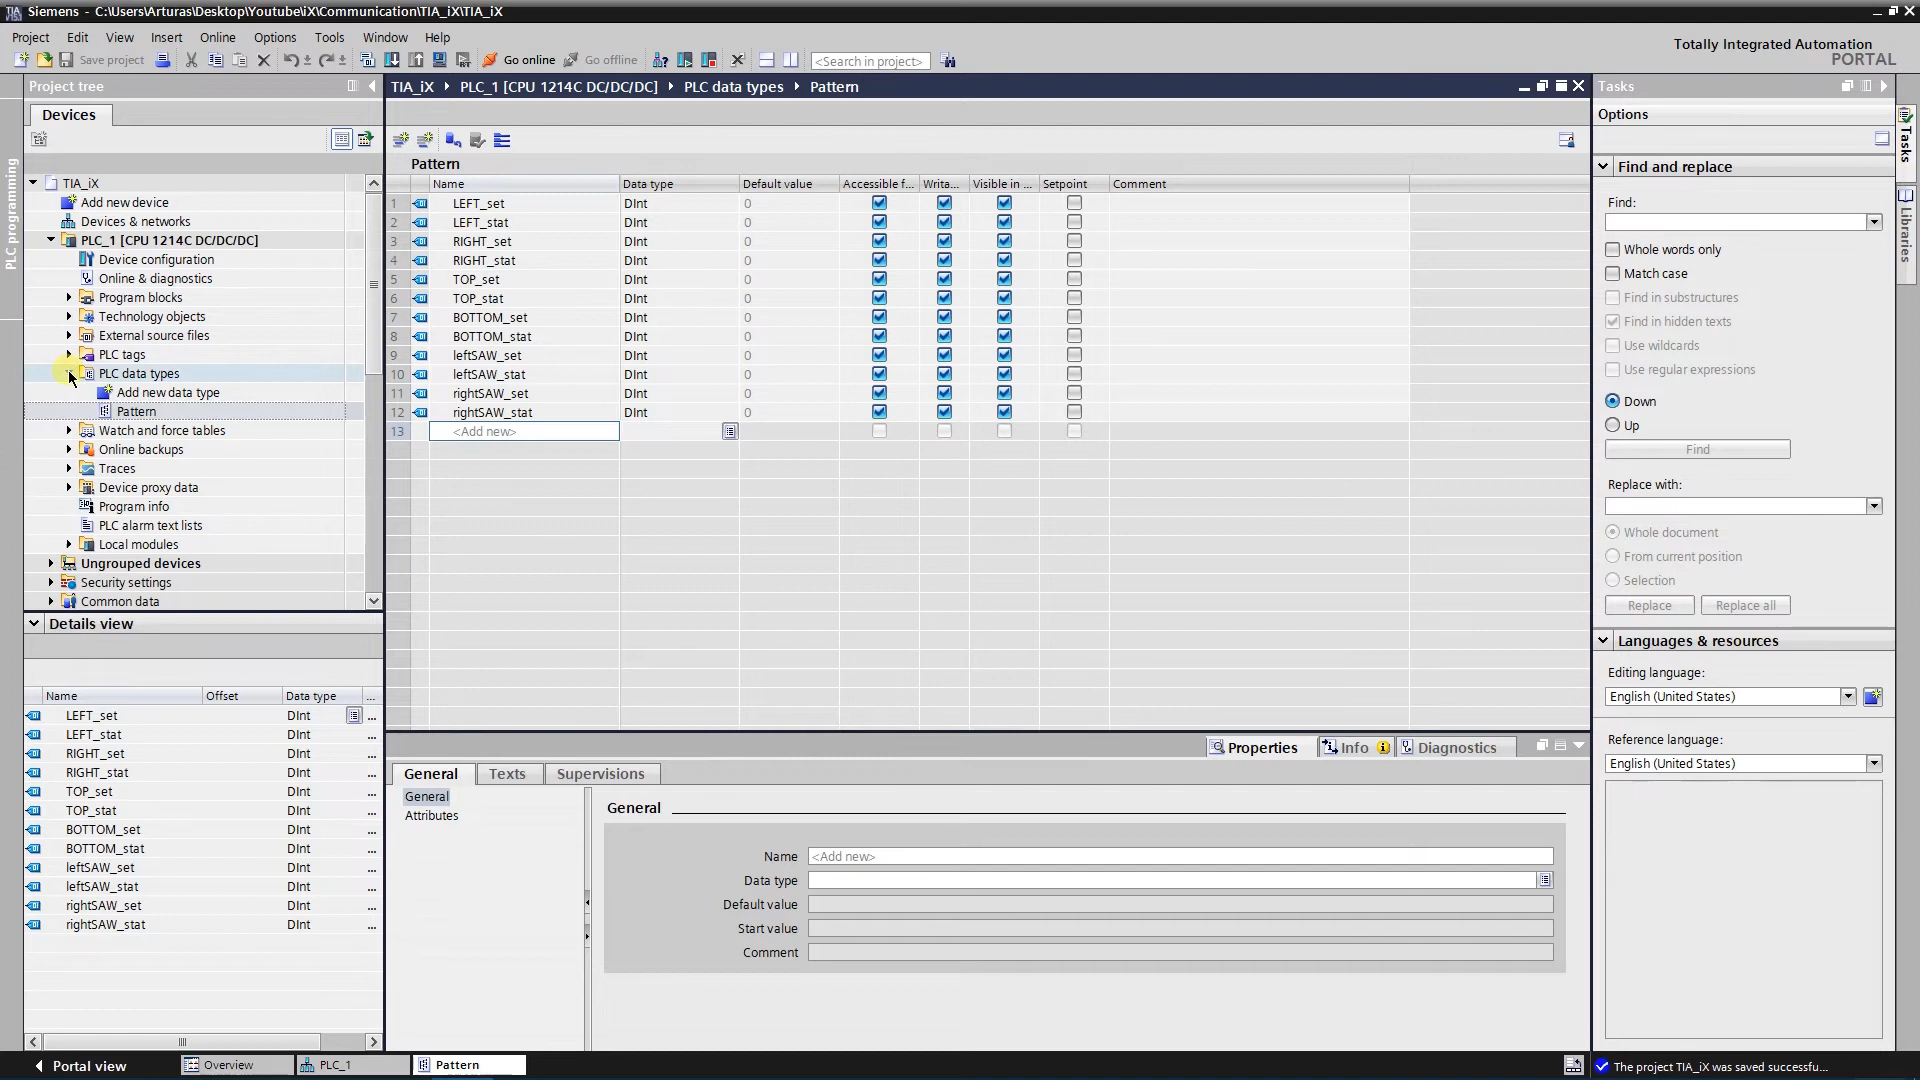 Siemens - C:\Users\Arturas\Desktop\Youtube\iX\Communication\TIA_iX\TIA_iX
Project Edit View Insert Online Options Tools Window Help
Totally Integrated Automation
PORTAL
Save project Go online Go offline <Search in project>
Project tree
TIA_iX PLC_1 [CPU 1214C DC/DC/DC] PLC data types Pattern
Tasks
Devices
Options
PLC programming
Tasks
Libraries
TIA_iX
Add new device
Devices & networks
PLC_1 [CPU 1214C DC/DC/DC]
Device configuration
Online & diagnostics
Program blocks
Technology objects
External source files
PLC tags
PLC data types
Add new data type
Pattern
Watch and force tables
Online backups
Traces
Device proxy data
Program info
PLC alarm text lists
Local modules
Ungrouped devices
Security settings
Common data
Pattern
Name Data type Default value Accessible f... Writa... Visible in ... Setpoint Comment
1 LEFT_set DInt 0
2 LEFT_stat DInt 0
3 RIGHT_set DInt 0
4 RIGHT_stat DInt 0
5 TOP_set DInt 0
6 TOP_stat DInt 0
7 BOTTOM_set DInt 0
8 BOTTOM_stat DInt 0
9 leftSAW_set DInt 0
10 leftSAW_stat DInt 0
11 rightSAW_set DInt 0
12 rightSAW_stat DInt 0
13 <Add new>
Find and replace
Find:
Whole words only
Match case
Find in substructures
Find in hidden texts
Use wildcards
Use regular expressions
Down
Up
Find
Replace with:
Whole document
From current position
Selection
Replace Replace all
Languages & resources
Editing language:
English (United States)
Reference language:
English (United States)
Details view
Name Offset Data type ...
LEFT_set DInt ...
LEFT_stat DInt ...
RIGHT_set DInt ...
RIGHT_stat DInt ...
TOP_set DInt ...
TOP_stat DInt ...
BOTTOM_set DInt ...
BOTTOM_stat DInt ...
leftSAW_set DInt ...
leftSAW_stat DInt ...
rightSAW_set DInt ...
rightSAW_stat DInt ...
Properties Info Diagnostics
General Texts Supervisions
General
Attributes
General
Name <Add new>
Data type
Default value
Start value
Comment
Portal view Overview PLC_1 Pattern
The project TIA_iX was saved successfu...